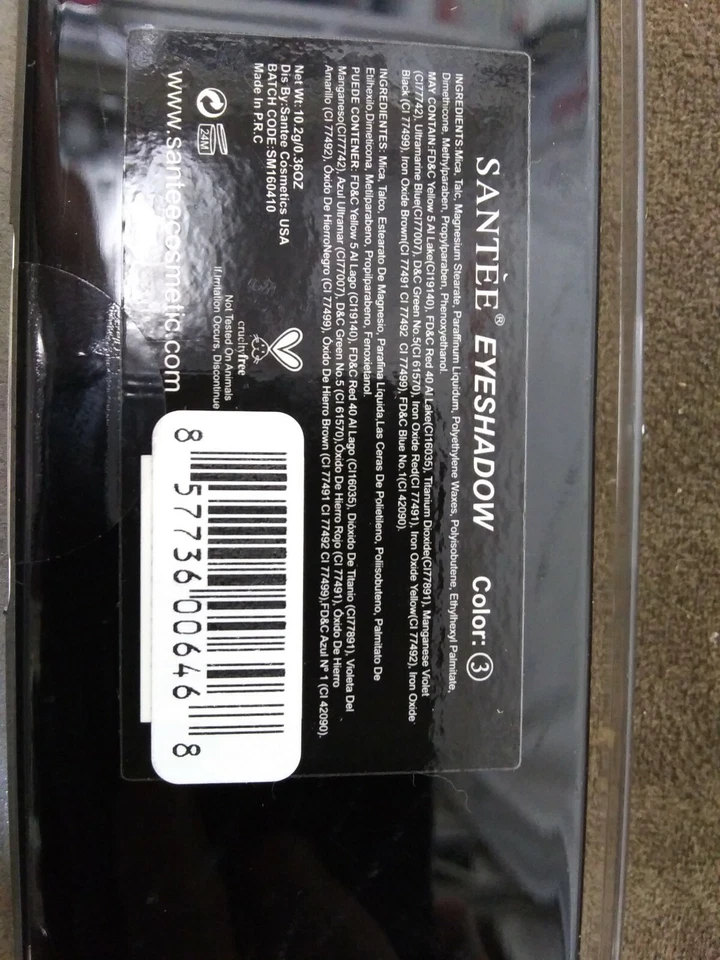 SANTĖE® EYESHADOW Color: 3
INGREDIENTS:Mica, Talc, Magnesium Stearate, Paraffinum Liquidum, Polyethylene Waxes, Polyisobutene, Ethylhexyl Palmitate,
Dimethicone, Methylparaben, Propylparaben, Phenoxyethanol.
MAY CONTAIN:FD&C Yellow 5 Al Lake(CI19140), FD&C Red 40 Al Lake(CI16035), Titanium Dioxide(CI77891), Manganese Violet
(CI77742), Ultramarine Blue(CI77007), D&C Green No.5(CI 61570), Iron Oxide Red(CI 77491), Iron Oxide Yellow(CI 77492), Iron Oxide
Black (CI 77499), Iron Oxide Brown(CI 77491 CI 77492 CI 77499), FD&C Blue No.1(CI 42090).
INGREDIENTES: Mica, Talco, Estearato De Magnesio, Parafina Líquida,Las Ceras De Polietileno, Poliisobuteno, Palmitato De
Etilhexilo,Dimeticona, Metilparabeno, Propilparabeno, Fenoxietanol.
PUEDE CONTENER: FD&C Yellow 5 Al Lago (CI19140), FD&C Red 40 Al Lago (CI16035), Dióxido De Titanio (CI77891), Violeta Del
Manganeso(CI77742), Azul Ultramar (CI77007), D&C Green No.5 (CI 61570),Óxido De Hierro Rojo (CI 77491), Óxido De Hierro
Amarillo (CI 77492), Óxido De HierroNegro (CI 77499), Óxido De Hierro Brown (CI 77491 CI 77492 CI 77499),FD&C Azul Nº 1 (CI 42090).
Net Wt: 10.2g/0.36OZ
Dis By:Santee Cosmetics USA
BATCH CODE:SM160410
Made In P.R.C
24M
crueltyfree
Not Tested On Animals
If Irritation Occurs, Discontinue
www.santeecosmetic.com
8 57736 00646 8